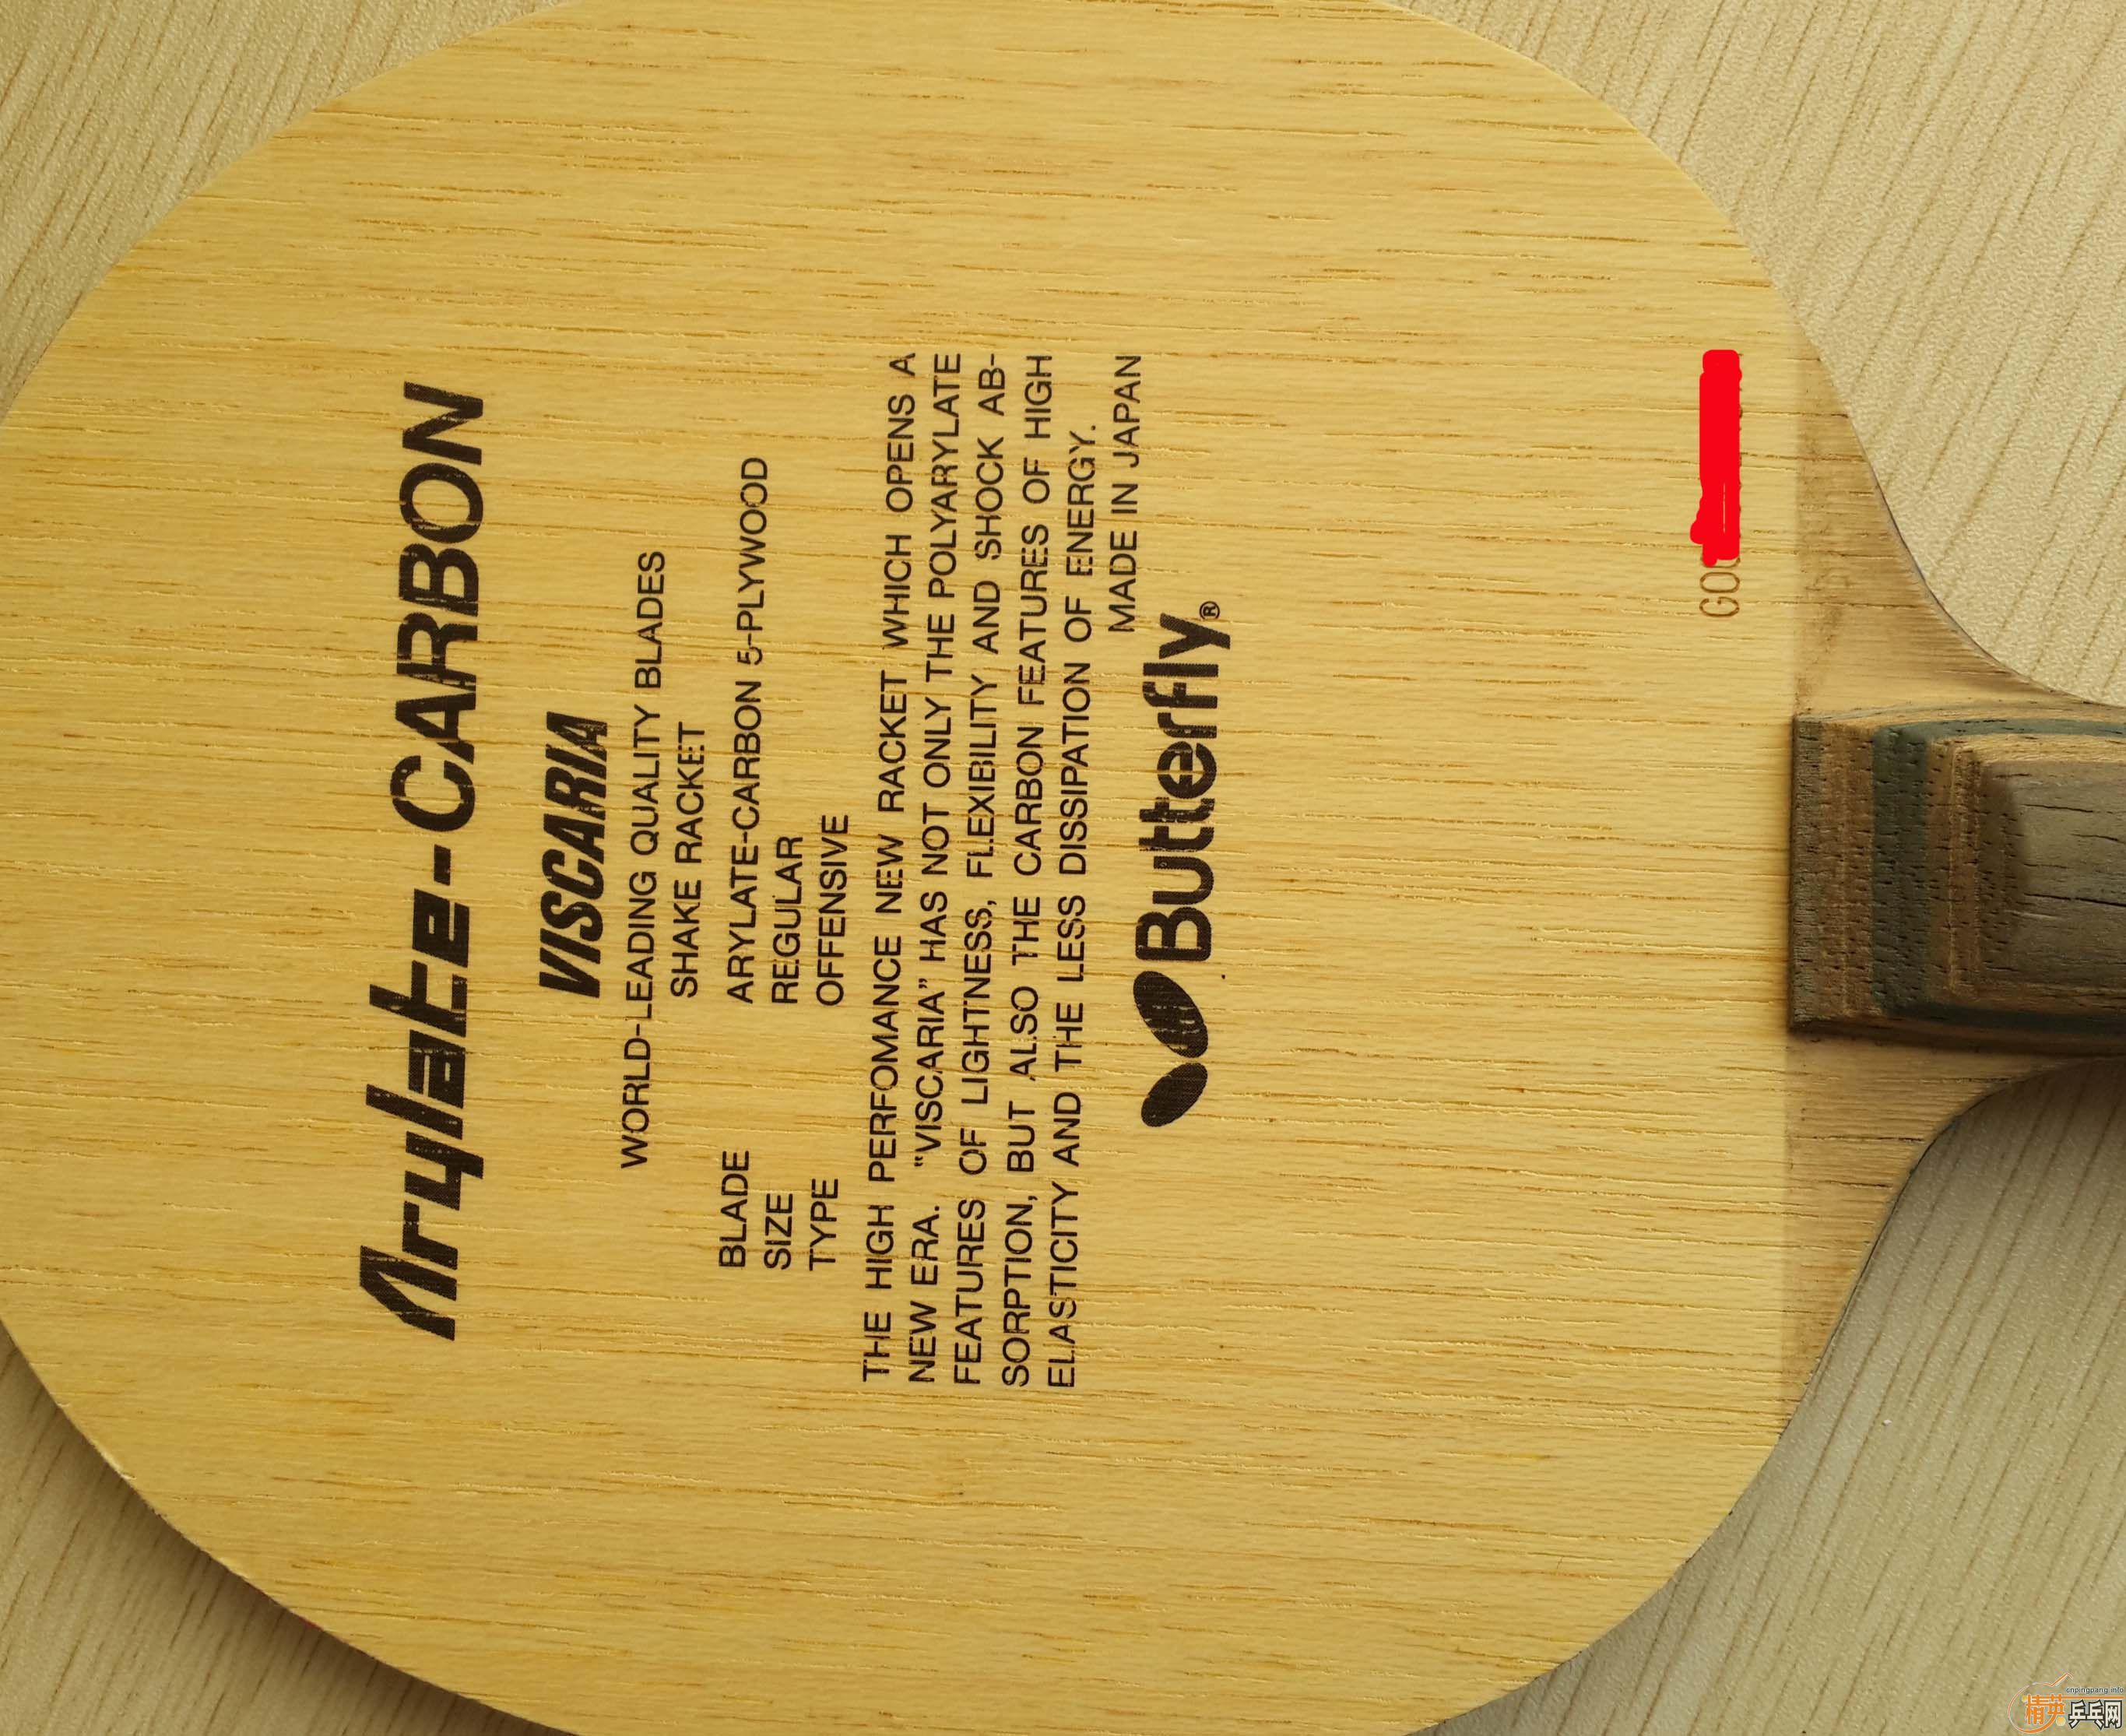 Arylate-CARBON
VISCARIA
WORLD-LEADING QUALITY BLADES
SHAKE RACKET
BLADE ARYLATE-CARBON 5-PLYWOOD
SIZE REGULAR
TYPE OFFENSIVE
THE HIGH PERFOMANCE NEW RACKET WHICH OPENS A
NEW ERA. "VISCARIA" HAS NOT ONLY THE POLYARYLATE
FEATURES OF LIGHTNESS, FLEXIBILITY AND SHOCK AB-
SORPTION, BUT ALSO THE CARBON FEATURES OF HIGH
ELASTICITY AND THE LESS DISSIPATION OF ENERGY.
MADE IN JAPAN
Butterfly®
cnpingpang.info
精英乒乓网